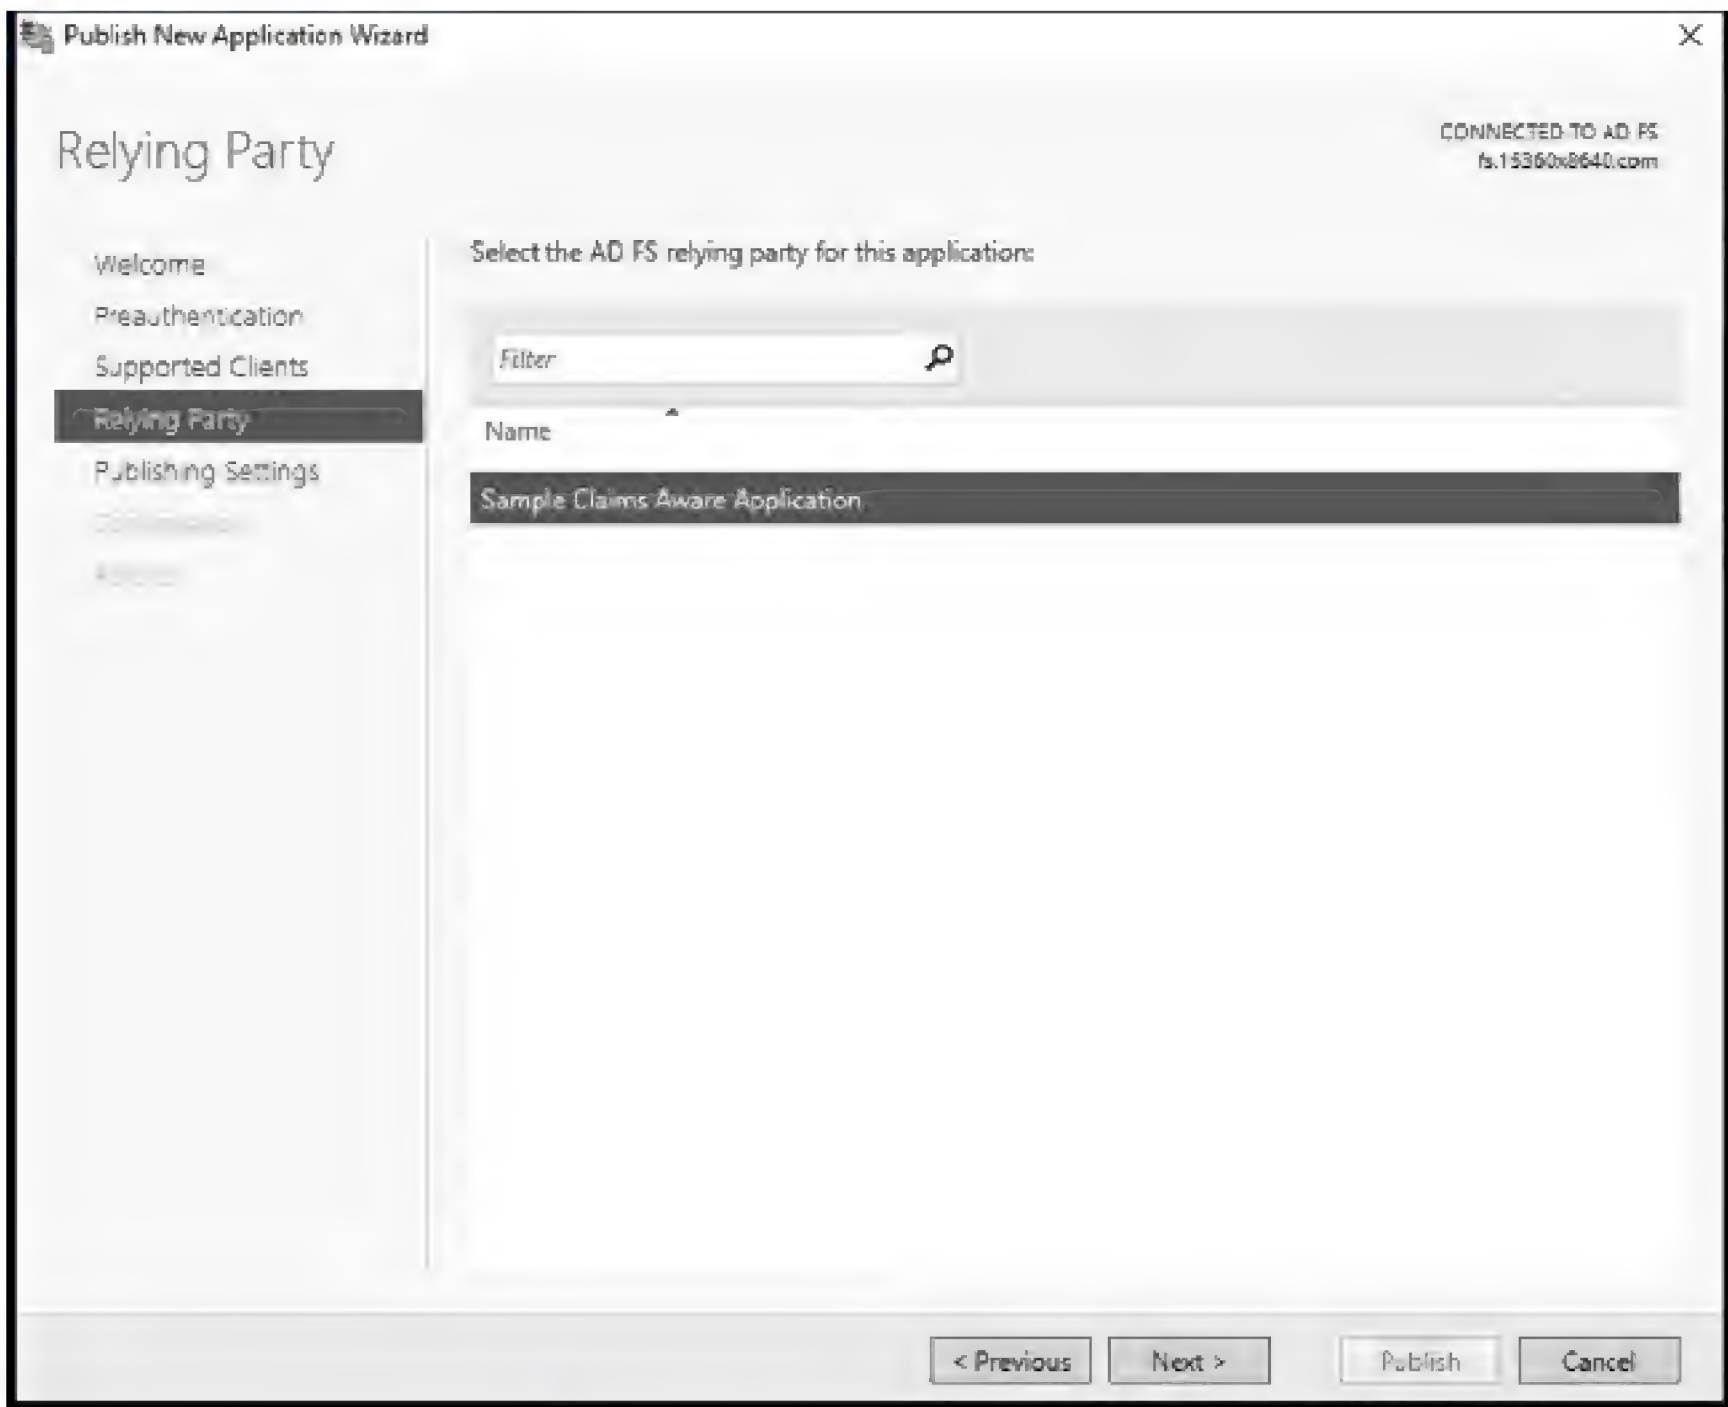 Publish New Application Wizard
Relying Party
CONNECTED TO AD FS
fs.15360x8640.com
Welcome
Preauthentication
Supported Clients
Relying Party
Publishing Settings
Select the AD FS relying party for this application:
Filter
Name
Sample Claims Aware Application
< Previous
Next >
Publish
Cancel